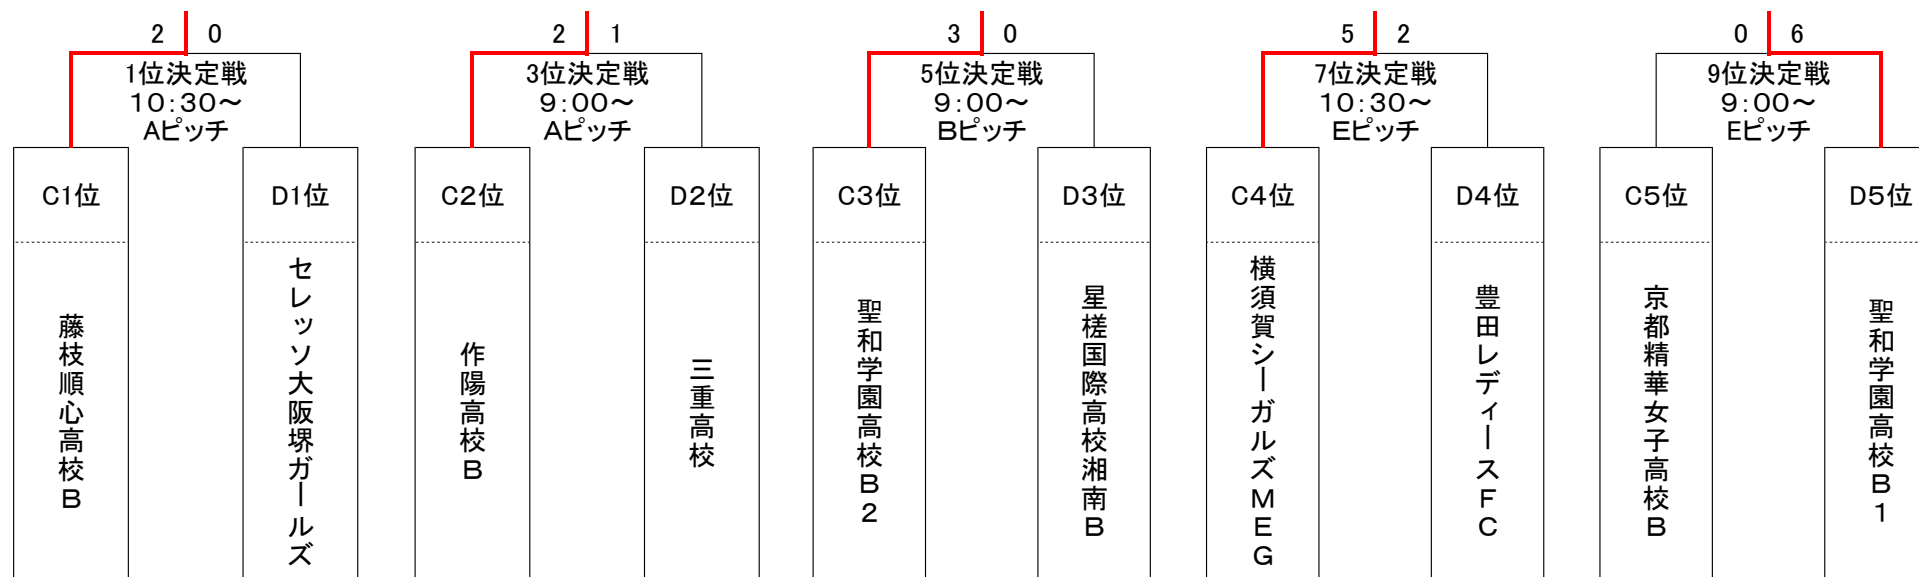 2 0
1位決定戦
10:30～
Aピッチ
C1位
D1位
藤枝順心高校B
セレッソ大阪堺ガールズ
2 1
3位決定戦
9:00～
Aピッチ
C2位
D2位
作陽高校B
三重高校
3 0
5位決定戦
9:00～
Bピッチ
C3位
D3位
聖和学園高校B2
星槎国際高校湘南B
5 2
7位決定戦
10:30～
Eピッチ
C4位
D4位
横須賀シーガルズMEG
豊田レディースFC
0 6
9位決定戦
9:00～
Eピッチ
C5位
D5位
京都精華女子高校B
聖和学園高校B1